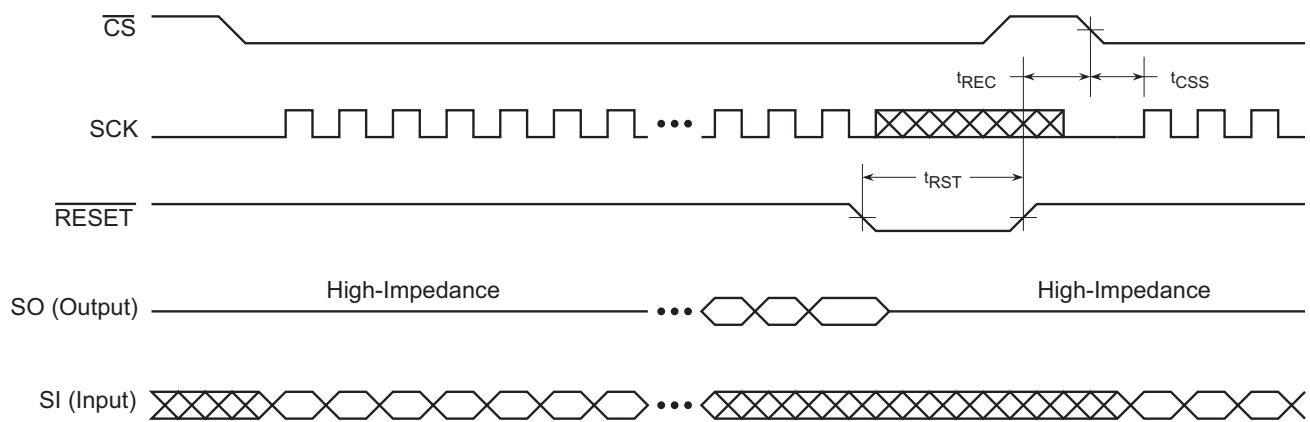 CS
tREC
tCSS
SCK
•••
tRST
RESET
High-Impedance
High-Impedance
SO (Output)
•••
SI (Input)
•••